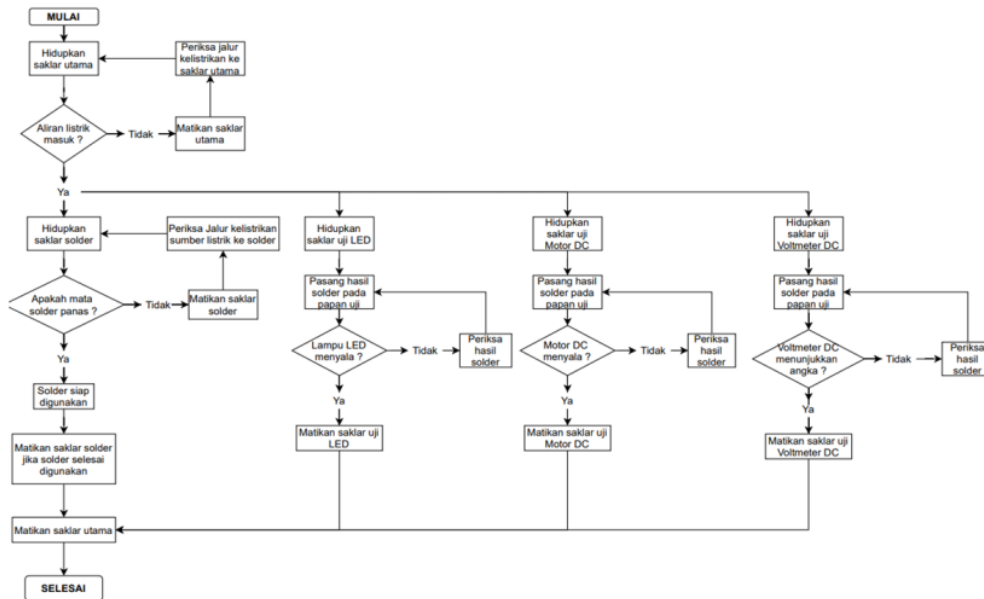 MULAI
Hidupkan
saklar utama
Periksa jalur
kelistrikan ke
saklar utama
Aliran listrik
masuk ?
Tidak
Matikan saklar
utama
Ya
Hidupkan
saklar solder
Periksa Jalur kelistrikan
sumber listrik ke solder
Apakah mata
solder panas ?
Tidak
Matikan saklar
solder
Ya
Solder siap
digunakan
Matikan saklar solder
jika solder selesai
digunakan
Hidupkan
saklar uji LED
Pasang hasil
solder pada
papan uji
Lampu LED
menyala ?
Tidak
Periksa
hasil
solder
Ya
Matikan saklar uji
LED
Hidupkan
saklar uji
Motor DC
Pasang hasil
solder pada
papan uji
Motor DC
menyala ?
Tidak
Periksa
hasil
solder
Ya
Matikan saklar uji
Motor DC
Hidupkan
saklar uji
Voltmeter DC
Pasang hasil
solder pada
papan uji
Voltmeter DC
menunjukkan
angka ?
Tidak
Periksa
hasil
solder
Ya
Matikan saklar uji
Voltmeter DC
Matikan saklar utama
SELESAI